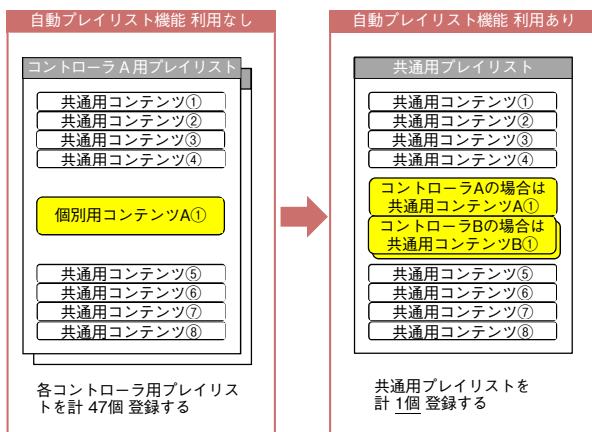 自動プレイリスト機能 利用なし
コントローラA用プレイリスト
共通用コンテンツ①
共通用コンテンツ②
共通用コンテンツ③
共通用コンテンツ④
個別用コンテンツA①
共通用コンテンツ⑤
共通用コンテンツ⑥
共通用コンテンツ⑦
共通用コンテンツ⑧
各コントローラ用プレイリス
トを計 47個 登録する
自動プレイリスト機能 利用あり
共通用プレイリスト
共通用コンテンツ①
共通用コンテンツ②
共通用コンテンツ③
共通用コンテンツ④
コントローラAの場合は
共通用コンテンツA①
コントローラBの場合は
共通用コンテンツB①
共通用コンテンツ⑤
共通用コンテンツ⑥
共通用コンテンツ⑦
共通用コンテンツ⑧
共通用プレイリストを
計 1個 登録する